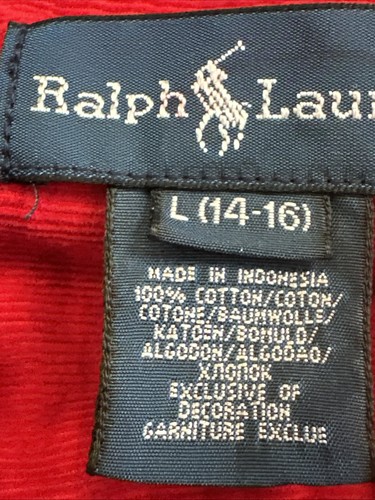 Ralph Lau
L (14-16)
MADE IN INDONESIA
100% COTTON/COTON/
COTONE/BAUMWOLLE/
KATOEN/BOMULD/
ALGODON/ALGODAO/
ХЛОПОК
EXCLUSIVE OF
DECORATION
GARNITURE EXCLUE